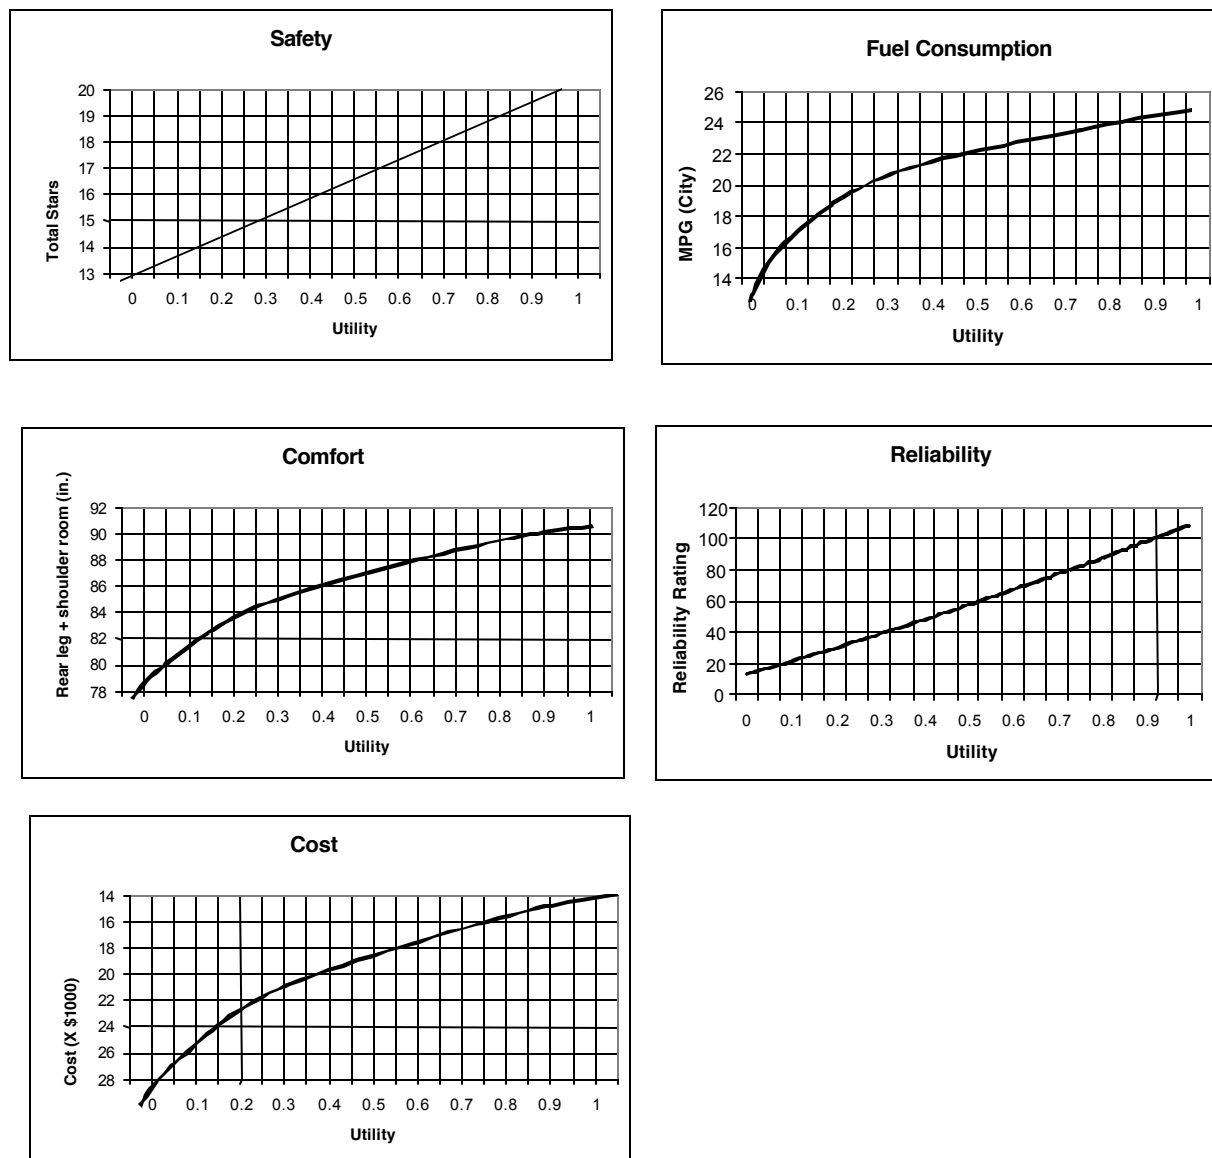 Safety
Total Stars
20
19
18
17
16
15
14
13
0 0.1 0.2 0.3 0.4 0.5 0.6 0.7 0.8 0.9 1
Utility
Fuel Consumption
MPG (City)
26
24
22
20
18
16
14
0 0.1 0.2 0.3 0.4 0.5 0.6 0.7 0.8 0.9 1
Utility
Comfort
Rear leg + shoulder room (in.)
92
90
88
86
84
82
80
78
0 0.1 0.2 0.3 0.4 0.5 0.6 0.7 0.8 0.9 1
Utility
Reliability
Reliability Rating
120
100
80
60
40
20
0
0 0.1 0.2 0.3 0.4 0.5 0.6 0.7 0.8 0.9 1
Utility
Cost
Cost (X $1000)
14
16
18
20
22
24
26
28
0 0.1 0.2 0.3 0.4 0.5 0.6 0.7 0.8 0.9 1
Utility